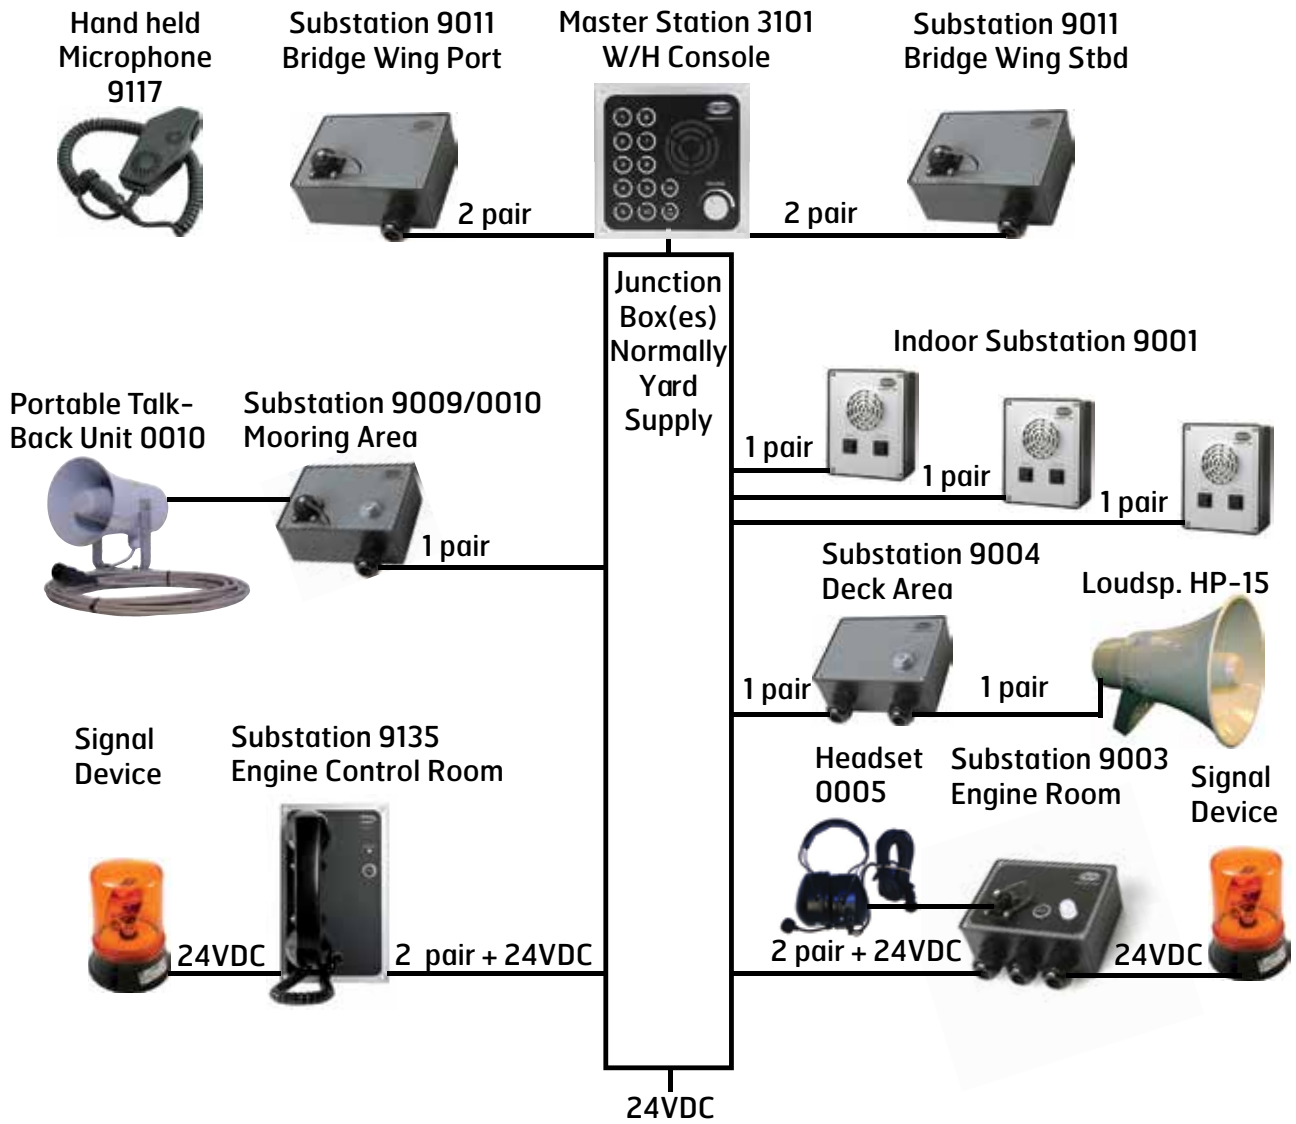 Hand held
Microphone
9117
Substation 9011
Bridge Wing Port
Master Station 3101
W/H Console
Substation 9011
Bridge Wing Stbd
2 pair
2 pair
Junction
Box(es)
Normally
Yard
Supply
Indoor Substation 9001
1 pair
1 pair
1 pair
Portable Talk-
Back Unit 0010
Substation 9009/0010
Mooring Area
1 pair
Substation 9004
Deck Area
Loudsp. HP-15
1 pair
1 pair
Signal
Device
Substation 9135
Engine Control Room
24VDC
2 pair + 24VDC
Headset
0005
Substation 9003
Engine Room
Signal
Device
2 pair + 24VDC
24VDC
24VDC